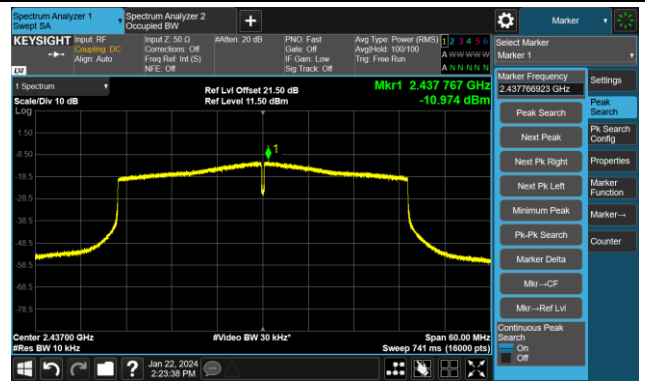 Spectrum Analyzer 1
Swept SA
Spectrum Analyzer 2
Occupied BW
+
Marker
KEYSIGHT
Input: RF
Coupling: DC
Align: Auto
Input Z: 50 Ω
Corrections: Off
Freq Ref: Int (S)
NFE: Off
#Atten: 20 dB
PNO: Fast
Gate: Off
IF Gain: Low
Sig Track: Off
Avg Type: Power (RMS)
Avg|Hold: 100/100
Trig: Free Run
1 2 3 4 5 6
A W W W W W
A N N N N N
LXI
Select Marker
Marker 1
1 Spectrum
Scale/Div 10 dB
Log
Ref Lvl Offset 21.50 dB
Ref Level 11.50 dBm
Mkr1 2.437 767 GHz
-10.974 dBm
1.50
-8.50
-18.5
-28.5
-38.5
-48.5
-58.5
-68.5
-78.5
1
Center 2.43700 GHz
#Res BW 10 kHz
#Video BW 30 kHz*
Span 60.00 MHz
Sweep 741 ms (16000 pts)
Marker Frequency
2.437766923 GHz
Peak Search
Next Peak
Next Pk Right
Next Pk Left
Minimum Peak
Pk-Pk Search
Marker Delta
Mkr→CF
Mkr→Ref Lvl
Continuous Peak
Search
On
Off
Settings
Peak
Search
Pk Search
Config
Properties
Marker
Function
Marker→
Counter
?
Jan 22, 2024
2:23:38 PM